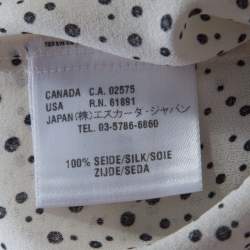 CANADA C.A. 02575
USA R.N. 61891
JAPAN(株)エスカーダ・ジャパン
TEL. 03-5786-6860
100% SEIDE/SILK/SOIE
ZIJDE/SEDA